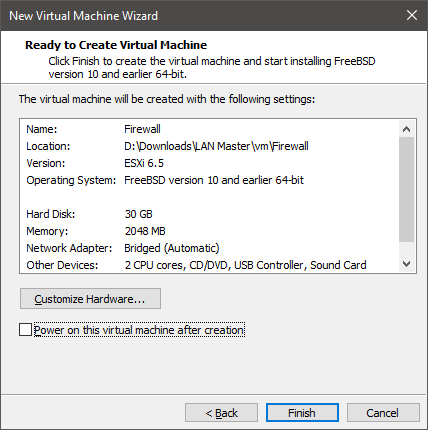 New Virtual Machine Wizard
Ready to Create Virtual Machine
Click Finish to create the virtual machine and start installing FreeBSD
version 10 and earlier 64-bit.
The virtual machine will be created with the following settings:
Name: Firewall
Location: D:\Downloads\LAN Master\vm\Firewall
Version: ESXi 6.5
Operating System: FreeBSD version 10 and earlier 64-bit
Hard Disk: 30 GB
Memory: 2048 MB
Network Adapter: Bridged (Automatic)
Other Devices: 2 CPU cores, CD/DVD, USB Controller, Sound Card
Customize Hardware...
Power on this virtual machine after creation
< Back Finish Cancel